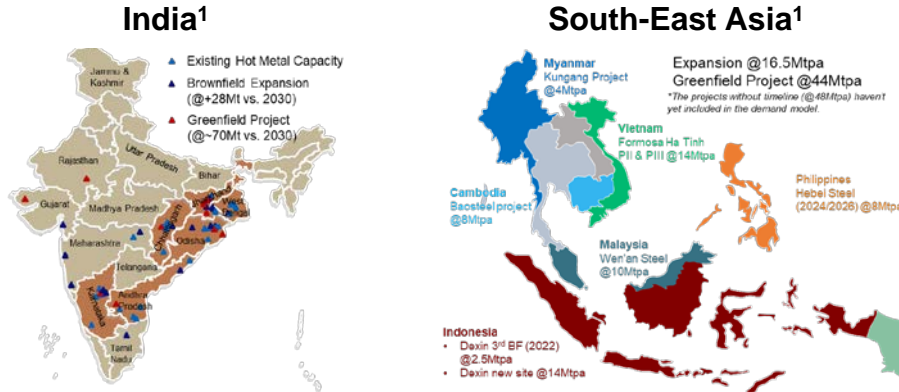 India¹
South-East Asia¹
Existing Hot Metal Capacity
Brownfield Expansion
(@+28Mt vs. 2030)
Greenfield Project
(@~70Mt vs. 2030)
Jammu &
Kashmir
Rajasthan
Uttar Pradesh
Bihar
Gujarat
Madhya Pradesh
Jharkhand
West
Bengal
Chhattisgarh
Odisha
Maharashtra
Telangana
Karnataka
Andhra
Pradesh
Tamil
Nadu
Expansion @16.5Mtpa
Greenfield Project @44Mtpa
*The projects without timeline (@48Mtpa) haven't
yet included in the demand model.
Myanmar
Kungang Project
@4Mtpa
Vietnam
Formosa Ha Tinh
PII & PIII @14Mtpa
Cambodia
Baosteel project
@8Mtpa
Philippines
Hebei Steel
(2024/2026) @8Mtpa
Malaysia
Wen'an Steel
@10Mtpa
Indonesia
• Dexin 3rd BF (2022)
@2.5Mtpa
• Dexin new site @14Mtpa